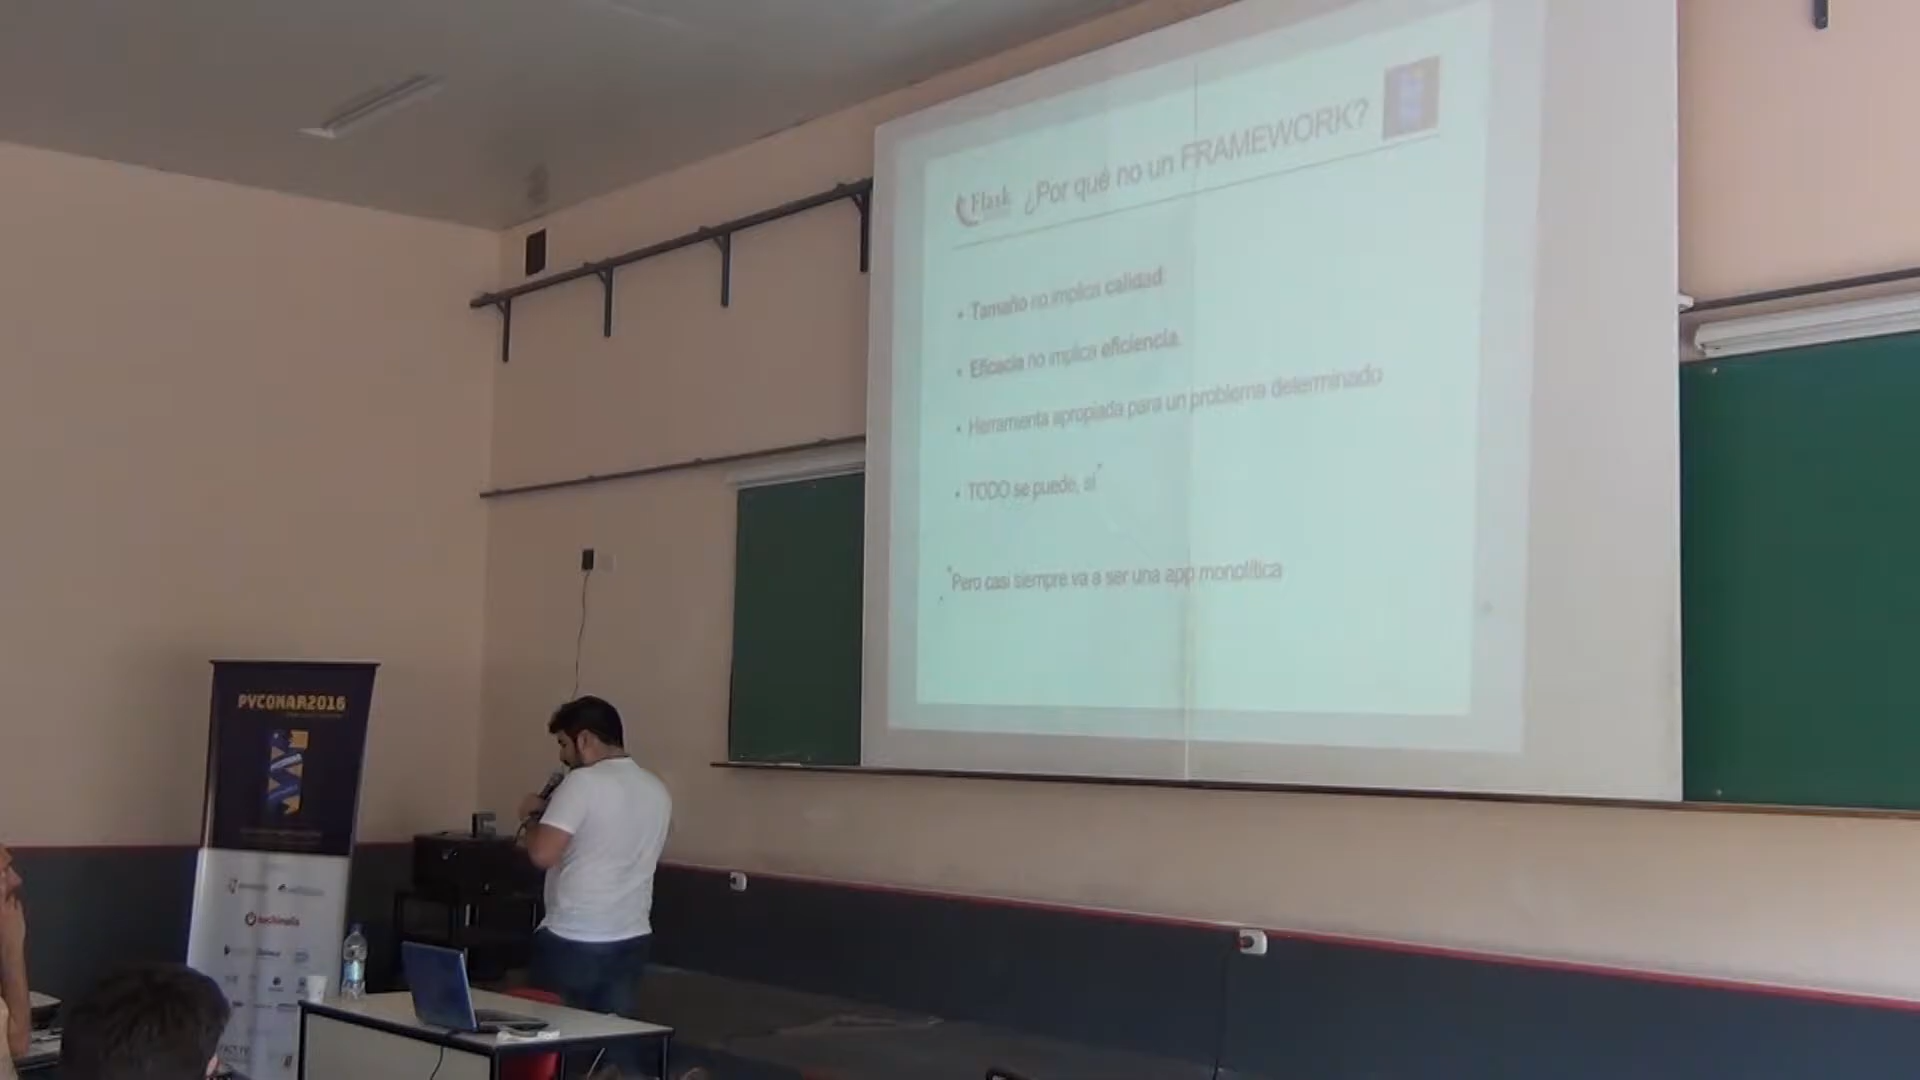 Flask ¿Por qué no un FRAMEWORK?
• Tamaño no implica calidad.
• Eficacia no implica eficiencia.
• Herramienta apropiada para un problema determinado
• TODO se puede, si*
*Pero casi siempre va a ser una app monolítica
PYCONAR2016